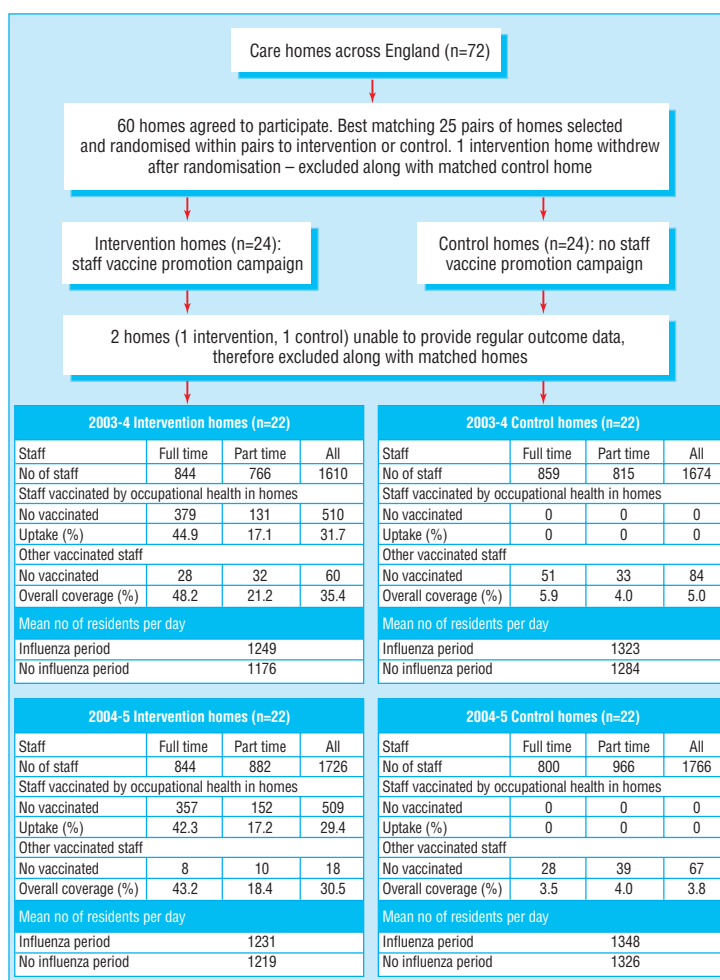 Care homes across England (n=72)
60 homes agreed to participate. Best matching 25 pairs of homes selected
and randomised within pairs to intervention or control. 1 intervention home withdrew
after randomisation – excluded along with matched control home
Intervention homes (n=24):
staff vaccine promotion campaign
Control homes (n=24): no staff
vaccine promotion campaign
2 homes (1 intervention, 1 control) unable to provide regular outcome data,
therefore excluded along with matched homes
2003-4 Intervention homes (n=22)
Staff Full time Part time All
No of staff 844 766 1610
Staff vaccinated by occupational health in homes
No vaccinated 379 131 510
Uptake (%) 44.9 17.1 31.7
Other vaccinated staff
No vaccinated 28 32 60
Overall coverage (%) 48.2 21.2 35.4
Mean no of residents per day
Influenza period 1249
No influenza period 1176
2003-4 Control homes (n=22)
Staff Full time Part time All
No of staff 859 815 1674
Staff vaccinated by occupational health in homes
No vaccinated 0 0 0
Uptake (%) 0 0 0
Other vaccinated staff
No vaccinated 51 33 84
Overall coverage (%) 5.9 4.0 5.0
Mean no of residents per day
Influenza period 1323
No influenza period 1284
2004-5 Intervention homes (n=22)
Staff Full time Part time All
No of staff 844 882 1726
Staff vaccinated by occupational health in homes
No vaccinated 357 152 509
Uptake (%) 42.3 17.2 29.4
Other vaccinated staff
No vaccinated 8 10 18
Overall coverage (%) 43.2 18.4 30.5
Mean no of residents per day
Influenza period 1231
No influenza period 1219
2004-5 Control homes (n=22)
Staff Full time Part time All
No of staff 800 966 1766
Staff vaccinated by occupational health in homes
No vaccinated 0 0 0
Uptake (%) 0 0 0
Other vaccinated staff
No vaccinated 28 39 67
Overall coverage (%) 3.5 4.0 3.8
Mean no of residents per day
Influenza period 1348
No influenza period 1326